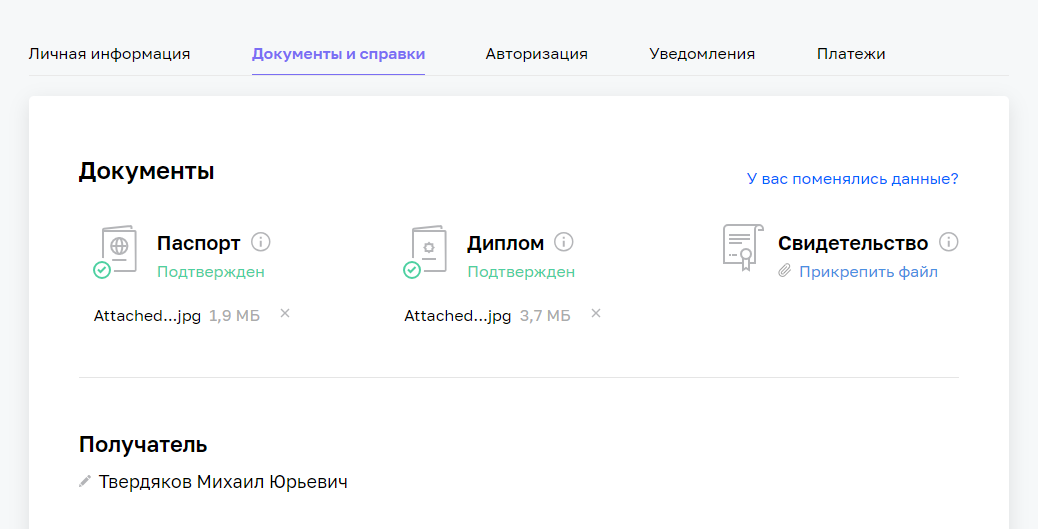 Личная информация Документы и справки Авторизация Уведомления Платежи
Документы
У вас поменялись данные?
Паспорт Диплом Свидетельство
Подтвержден Подтвержден Прикрепить файл
Attached...jpg 1,9 МБ × Attached...jpg 3,7 МБ ×
Получатель
Твердяков Михаил Юрьевич